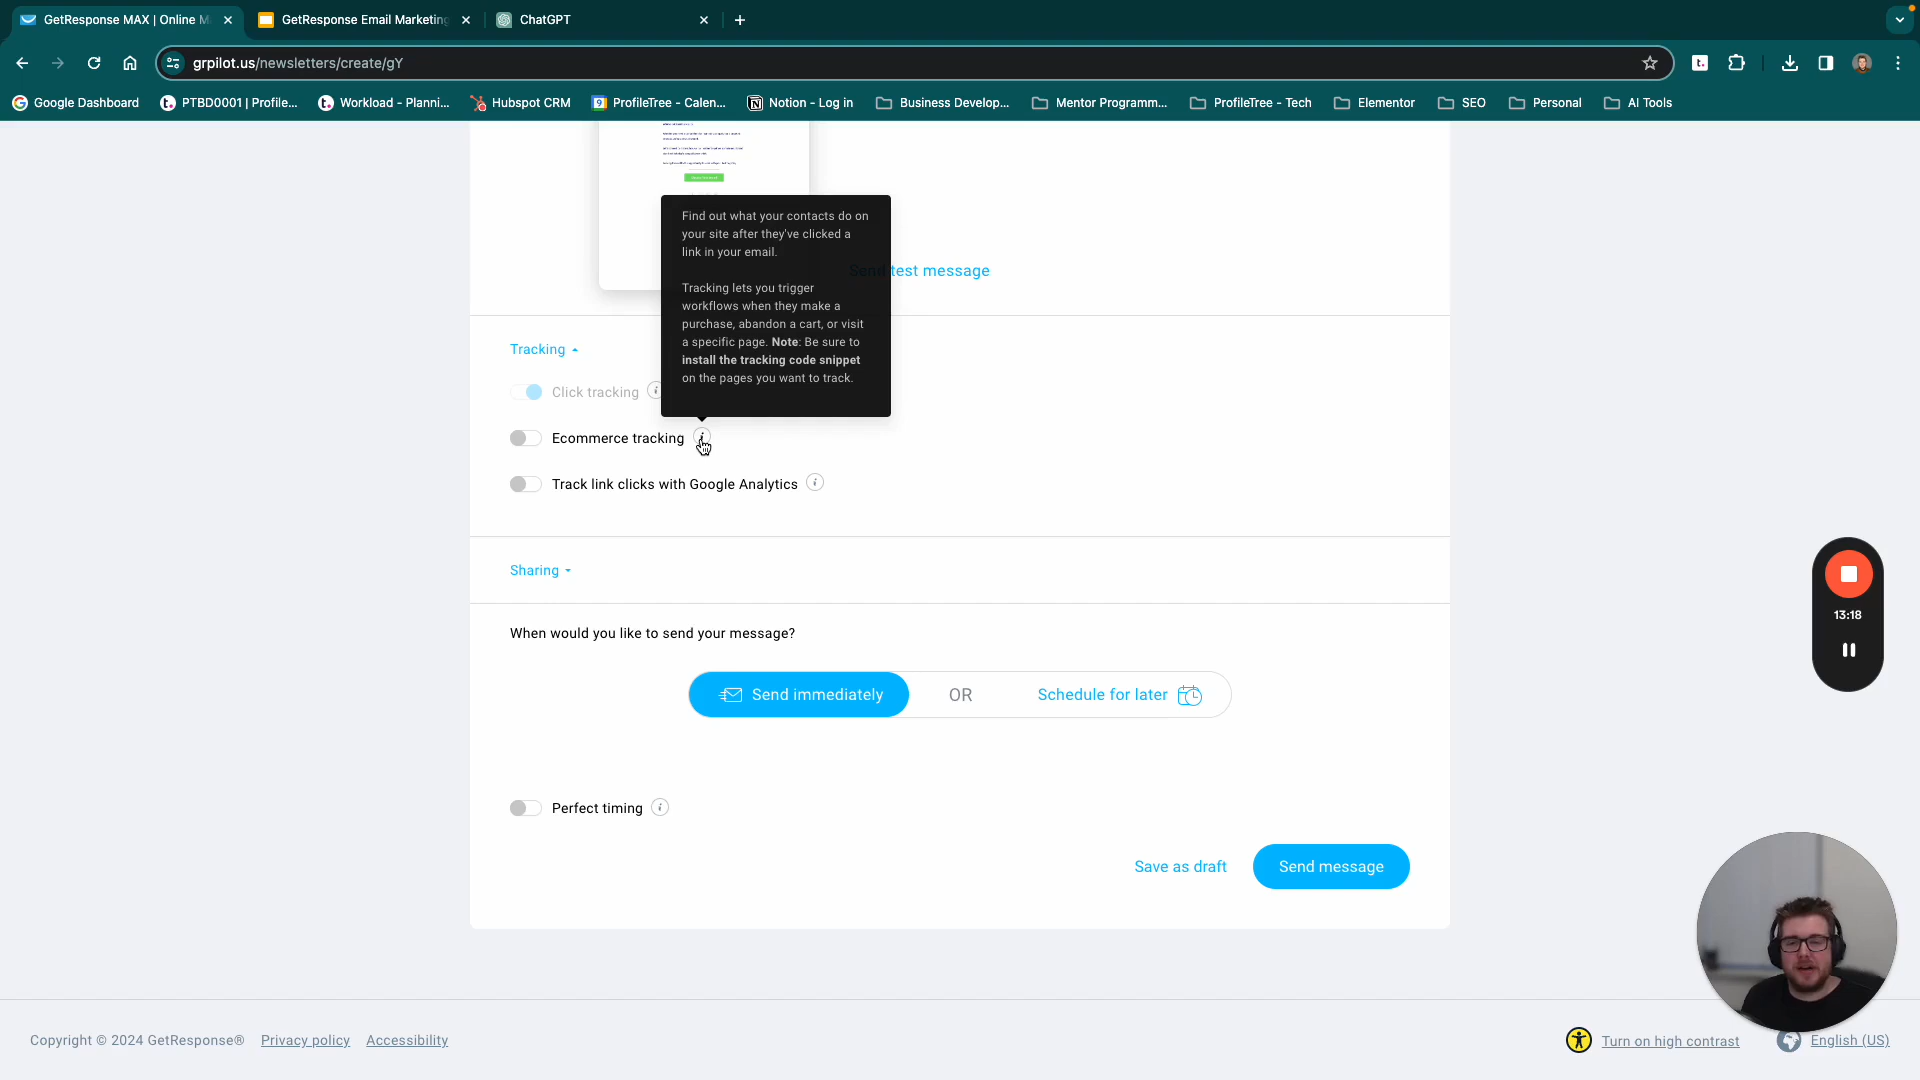 GetResponse MAX | Online M
GetResponse Email Marketing
ChatGPT
grpilot.us/newsletters/create/gY
t.
Google Dashboard
PTBD0001 | Profile...
Workload - Planni...
Hubspot CRM
ProfileTree - Calen...
Notion - Log in
Business Develop...
Mentor Programm...
ProfileTree - Tech
Elementor
SEO
Personal
AI Tools
Find out what your contacts do on
your site after they've clicked a
link in your email.
Send test message
Tracking lets you trigger
workflows when they make a
purchase, abandon a cart, or visit
a specific page. Note: Be sure to
install the tracking code snippet
on the pages you want to track.
Tracking
Click tracking
Ecommerce tracking
Track link clicks with Google Analytics
Sharing
13:18
When would you like to send your message?
Send immediately
OR
Schedule for later
Perfect timing
Save as draft
Send message
Copyright © 2024 GetResponse®
Privacy policy
Accessibility
Turn on high contrast
English (US)